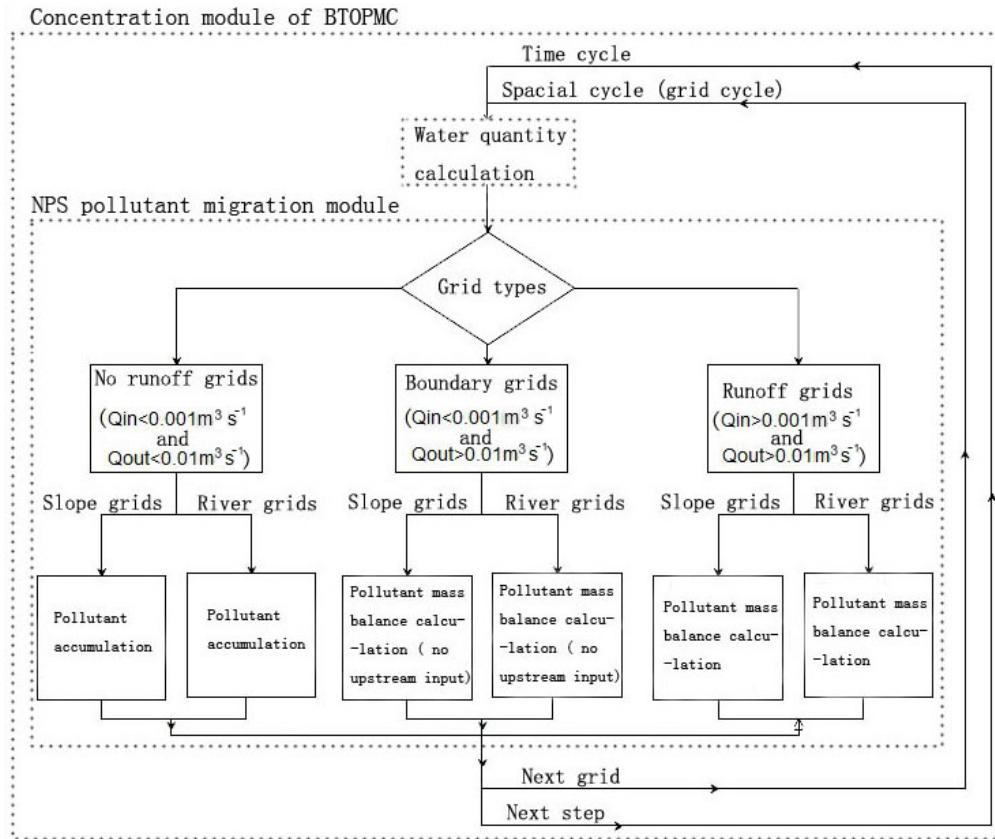 Concentration module of BTOPMC
Time cycle
Spacial cycle (grid cycle)
Water quantity
calculation
NPS pollutant migration module
Grid types
No runoff grids
(Qin<0.001m³ s⁻¹
and
Qout<0.01m³s⁻¹)
Boundary grids
(Qin<0.001m³ s⁻¹
and
Qout>0.01m³s⁻¹)
Runoff grids
(Qin>0.001m³ s⁻¹
and
Qout>0.01m³s⁻¹)
Slope grids
River grids
Slope grids
River grids
Slope grids
River grids
Pollutant
accumulation
Pollutant
accumulation
Pollutant mass
balance calcu-
-lation ( no
upstream input)
Pollutant mass
balance calcu-
-lation ( no
upstream input)
Pollutant mass
balance calcu-
-lation
Pollutant mass
balance calcu-
-lation
Next grid
Next step